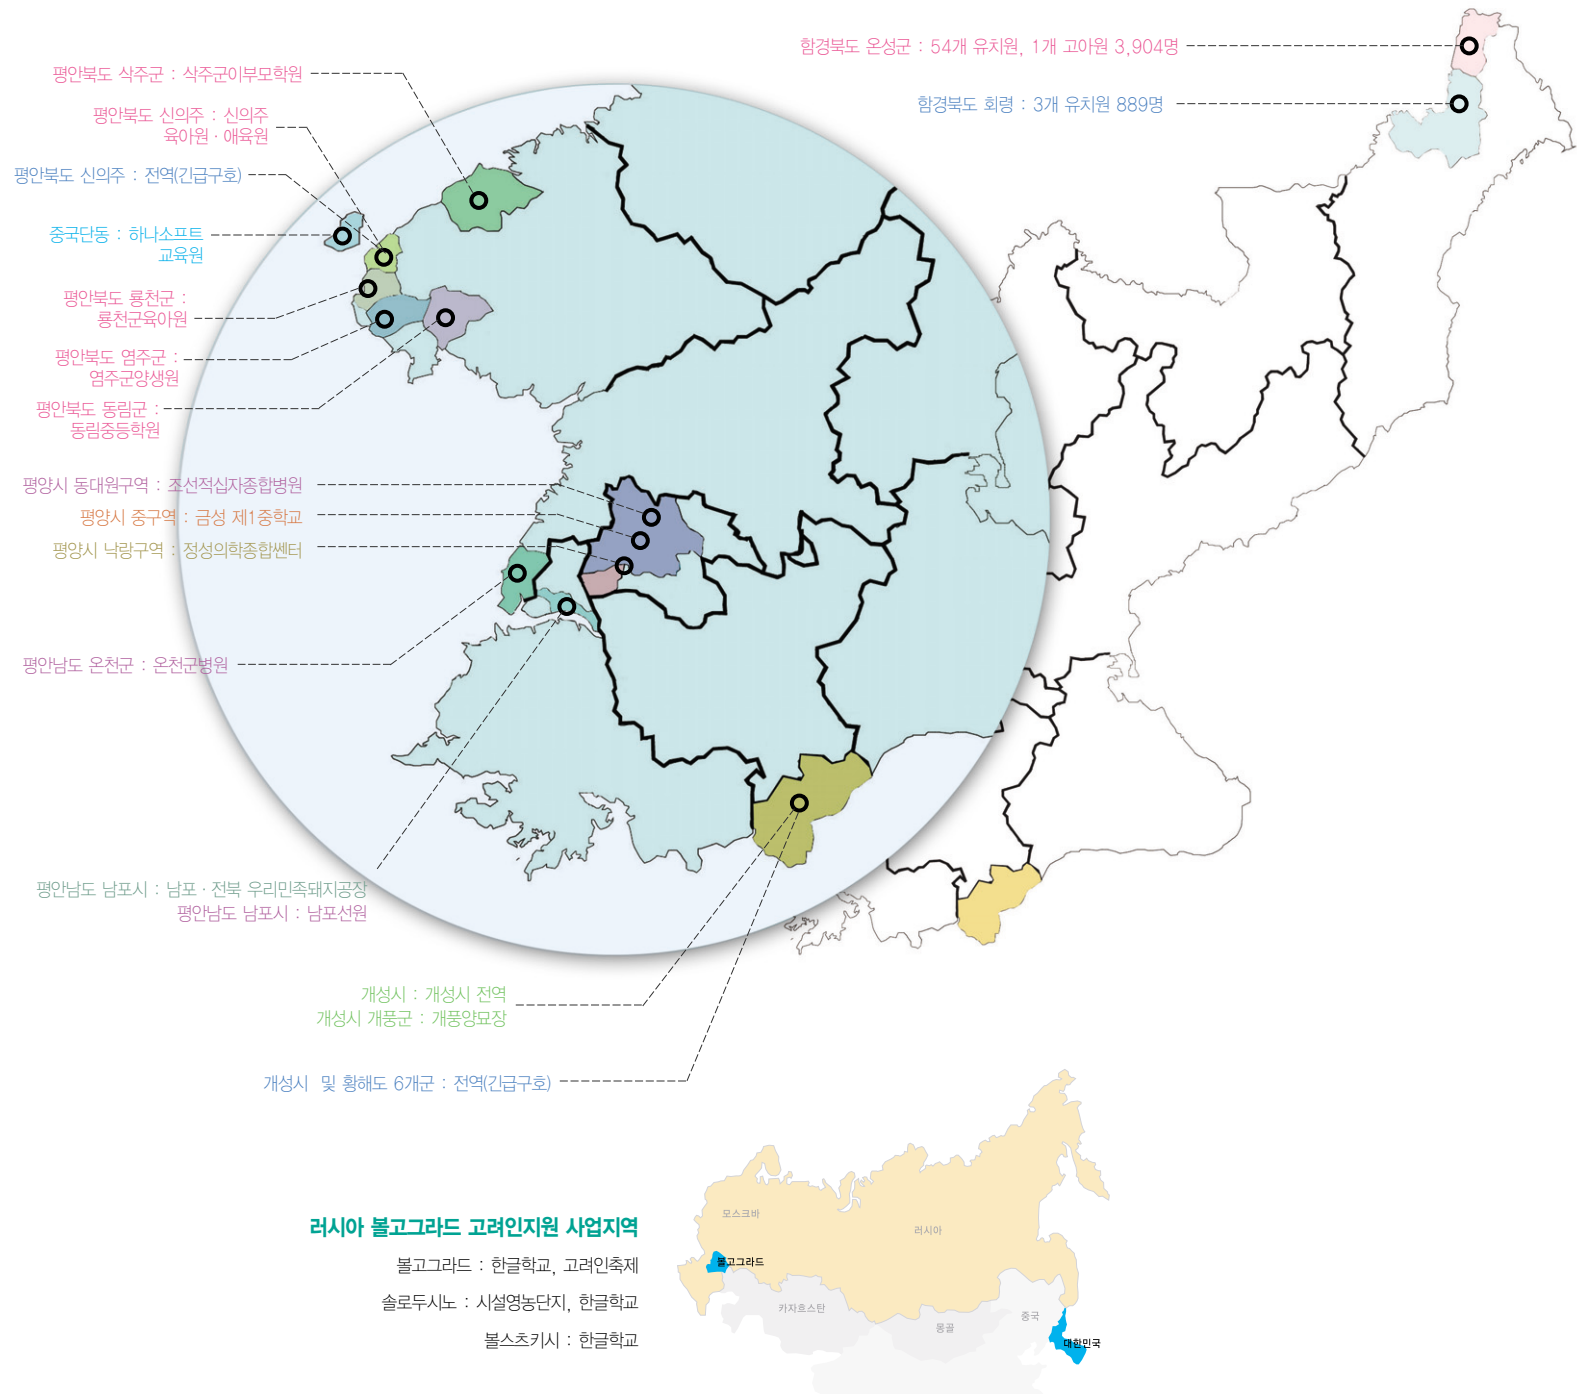 함경북도 온성군 : 54개 유치원, 1개 고아원 3,904명
평안북도 삭주군 : 삭주군이부모학원
함경북도 회령 : 3개 유치원 889명
평안북도 신의주 : 신의주
육아원 · 애육원
평안북도 신의주 : 전역(긴급구호)
중국단동 : 하나소프트
교육원
평안북도 룡천군 :
룡천군육아원
평안북도 염주군 :
염주군양생원
평안북도 동림군 :
동림중등학원
평양시 동대원구역 : 조선적십자종합병원
평양시 중구역 : 금성 제1중학교
평양시 낙랑구역 : 정성의학종합쎈터
평안남도 온천군 : 온천군병원
평안남도 남포시 : 남포 · 전북 우리민족돼지공장
평안남도 남포시 : 남포선원
개성시 : 개성시 전역
개성시 개풍군 : 개풍양묘장
개성시 및 황해도 6개군 : 전역(긴급구호)
러시아 볼고그라드 고려인지원 사업지역
볼고그라드 : 한글학교, 고려인축제
솔로두시노 : 시설영농단지, 한글학교
볼스츠키시 : 한글학교
모스크바
러시아
볼고그라드
카자흐스탄
몽골
중국
대한민국